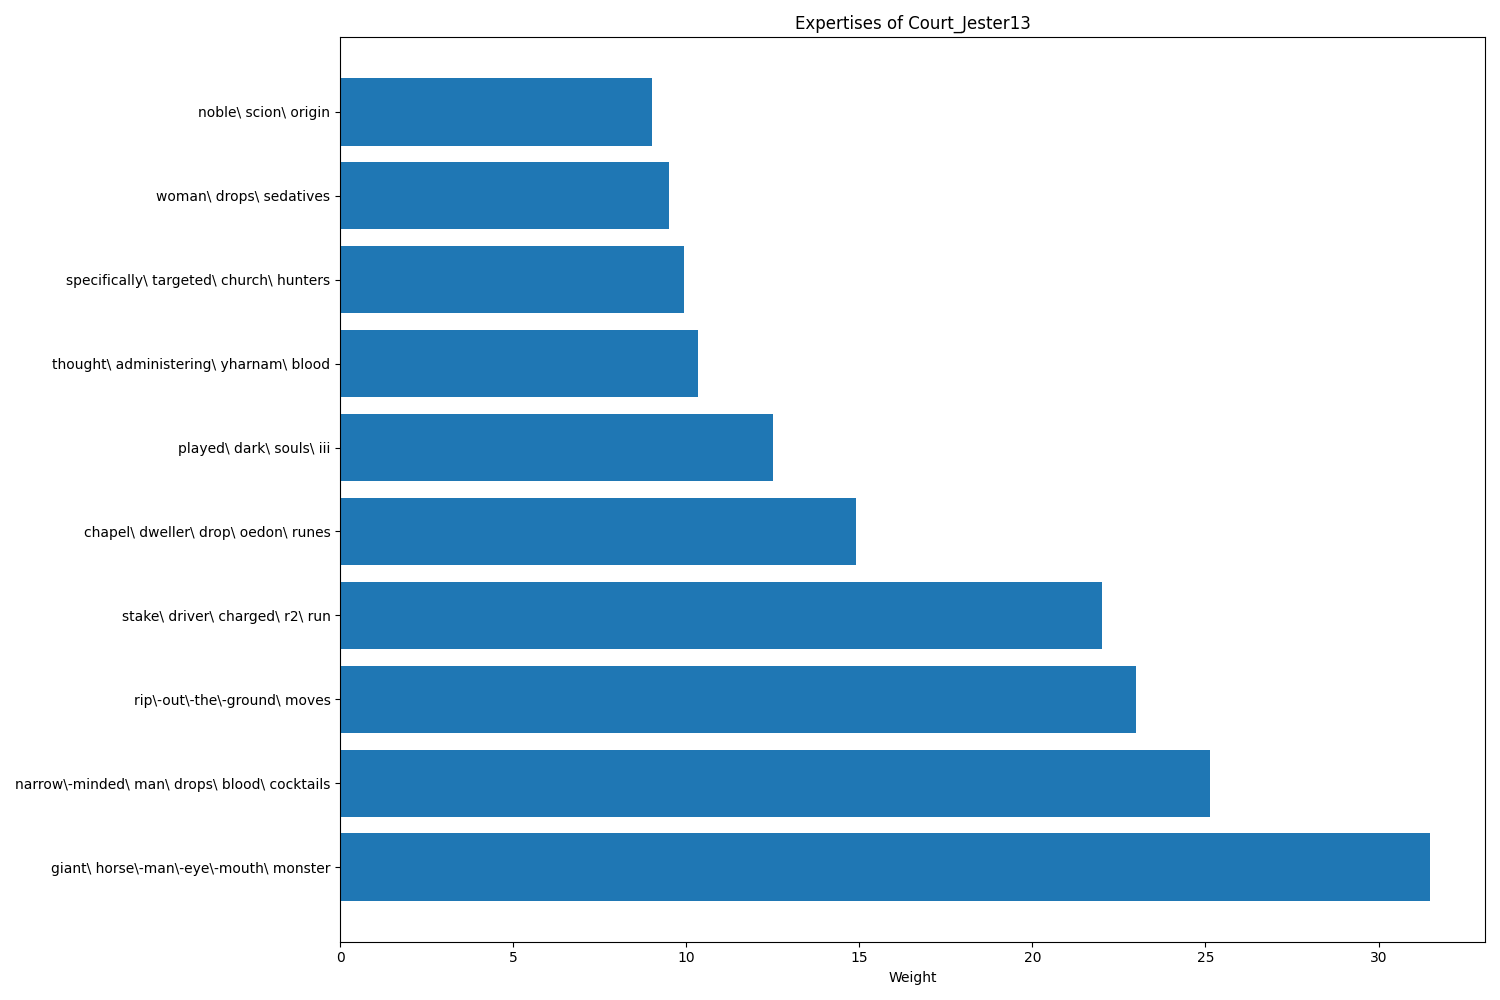 Expertises of Court_Jester13
noble\ scion\ origin
woman\ drops\ sedatives
specifically\ targeted\ church\ hunters
thought\ administering\ yharnam\ blood
played\ dark\ souls\ iii
chapel\ dweller\ drop\ oedon\ runes
stake\ driver\ charged\ r2\ run
rip\-out\-the\-ground\ moves
narrow\-minded\ man\ drops\ blood\ cocktails
giant\ horse\-man\-eye\-mouth\ monster
0 5 10 15 20 25 30
Weight